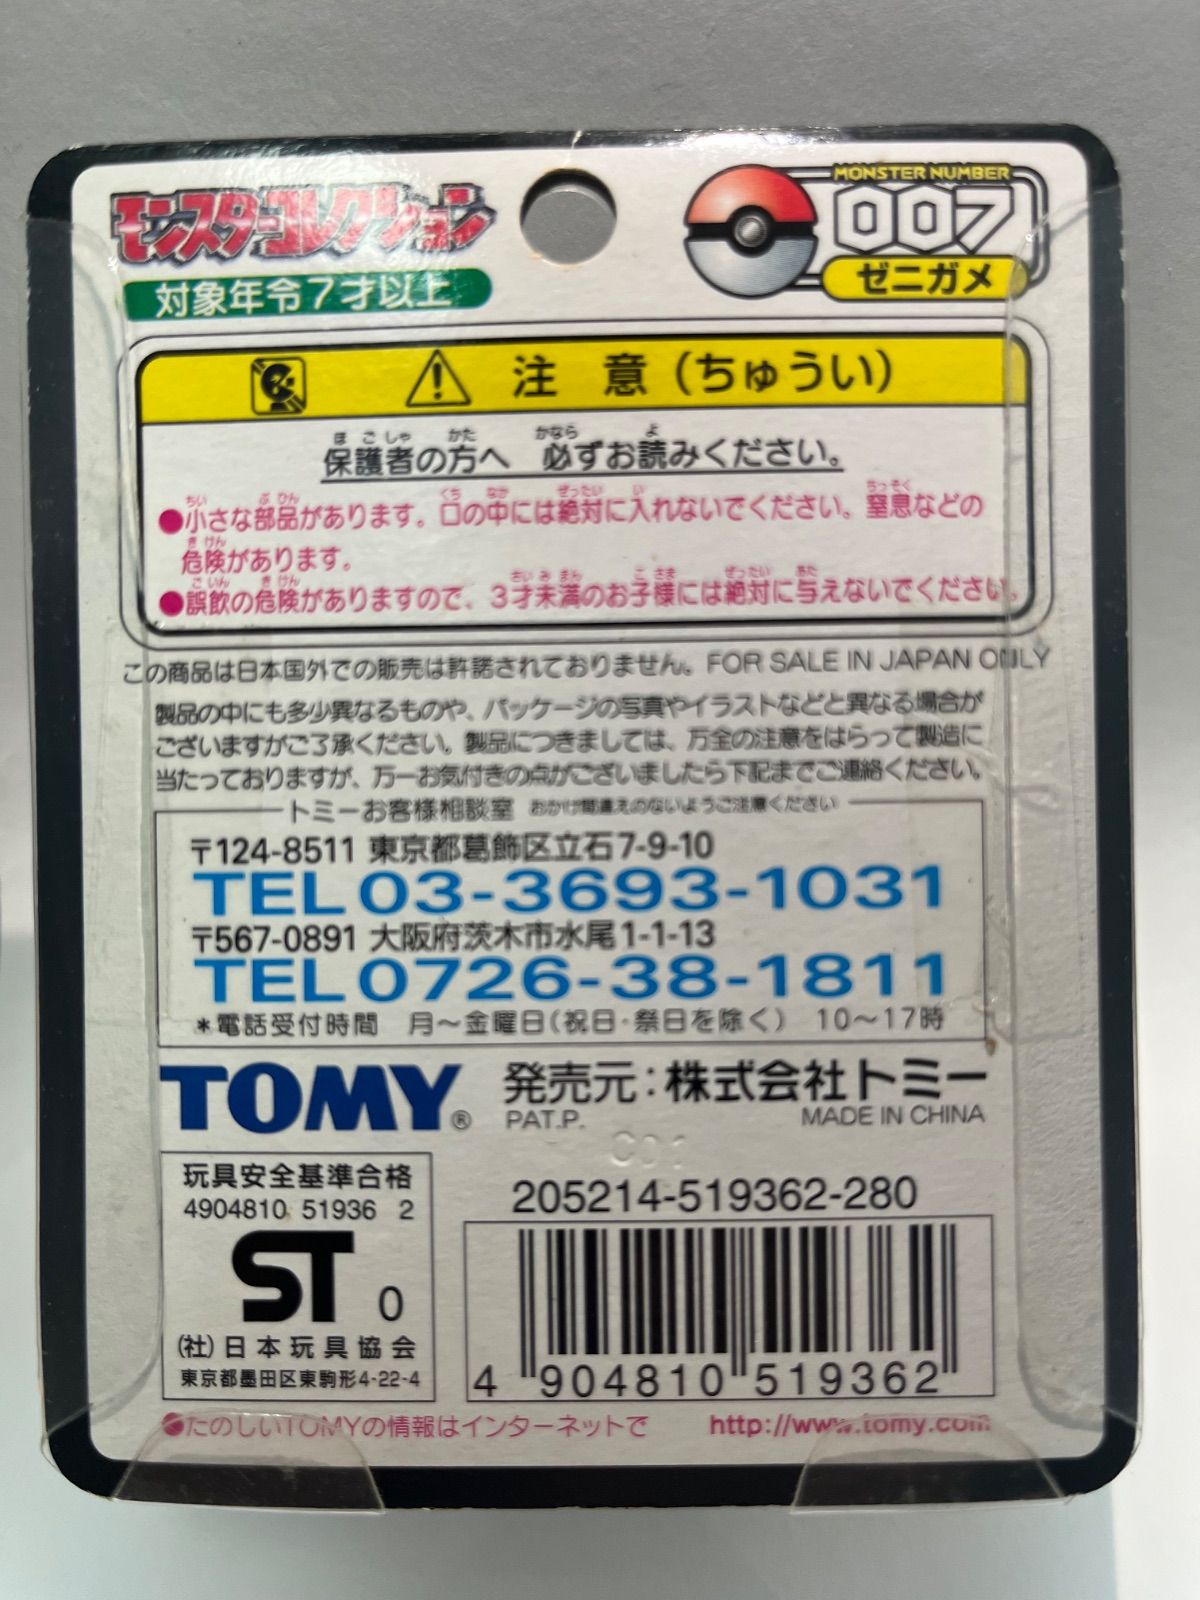 モンスターコレクション
対象年令7才以上
MONSTER NUMBER
007
ゼニガメ
注 意(ちゅうい)
保護者の方へ 必ずお読みください。
●小さな部品があります。口の中には絶対に入れないでください。窒息などの
危険があります。
●誤飲の危険がありますので、3才未満のお子様には絶対に与えないでください。
この商品は日本国外での販売は許諾されておりません。FOR SALE IN JAPAN ONLY
製品の中にも多少異なるものや、パッケージの写真やイラストなどと異なる場合が
ございますがご了承ください。製品につきましては、万全の注意をはらって製造に
当たっておりますが、万一お気付きの点がございましたら下記までご連絡ください。
トミーお客様相談室 おかけ間違えのないようご注意ください
〒124-8511 東京都葛飾区立石7-9-10
TEL 03-3693-1031
〒567-0891 大阪府茨木市水尾1-1-13
TEL 0726-38-1811
*電話受付時間 月〜金曜日(祝日・祭日を除く) 10〜17時
TOMY® 発売元:株式会社トミー
PAT.P. MADE IN CHINA
玩具安全基準合格
4904810 51936 2
ST 0
(社)日本玩具協会
東京都墨田区東駒形4-22-4
205214-519362-280
4 904810 519362
●たのしいTOMYの情報はインターネットで http://www.tomy.com